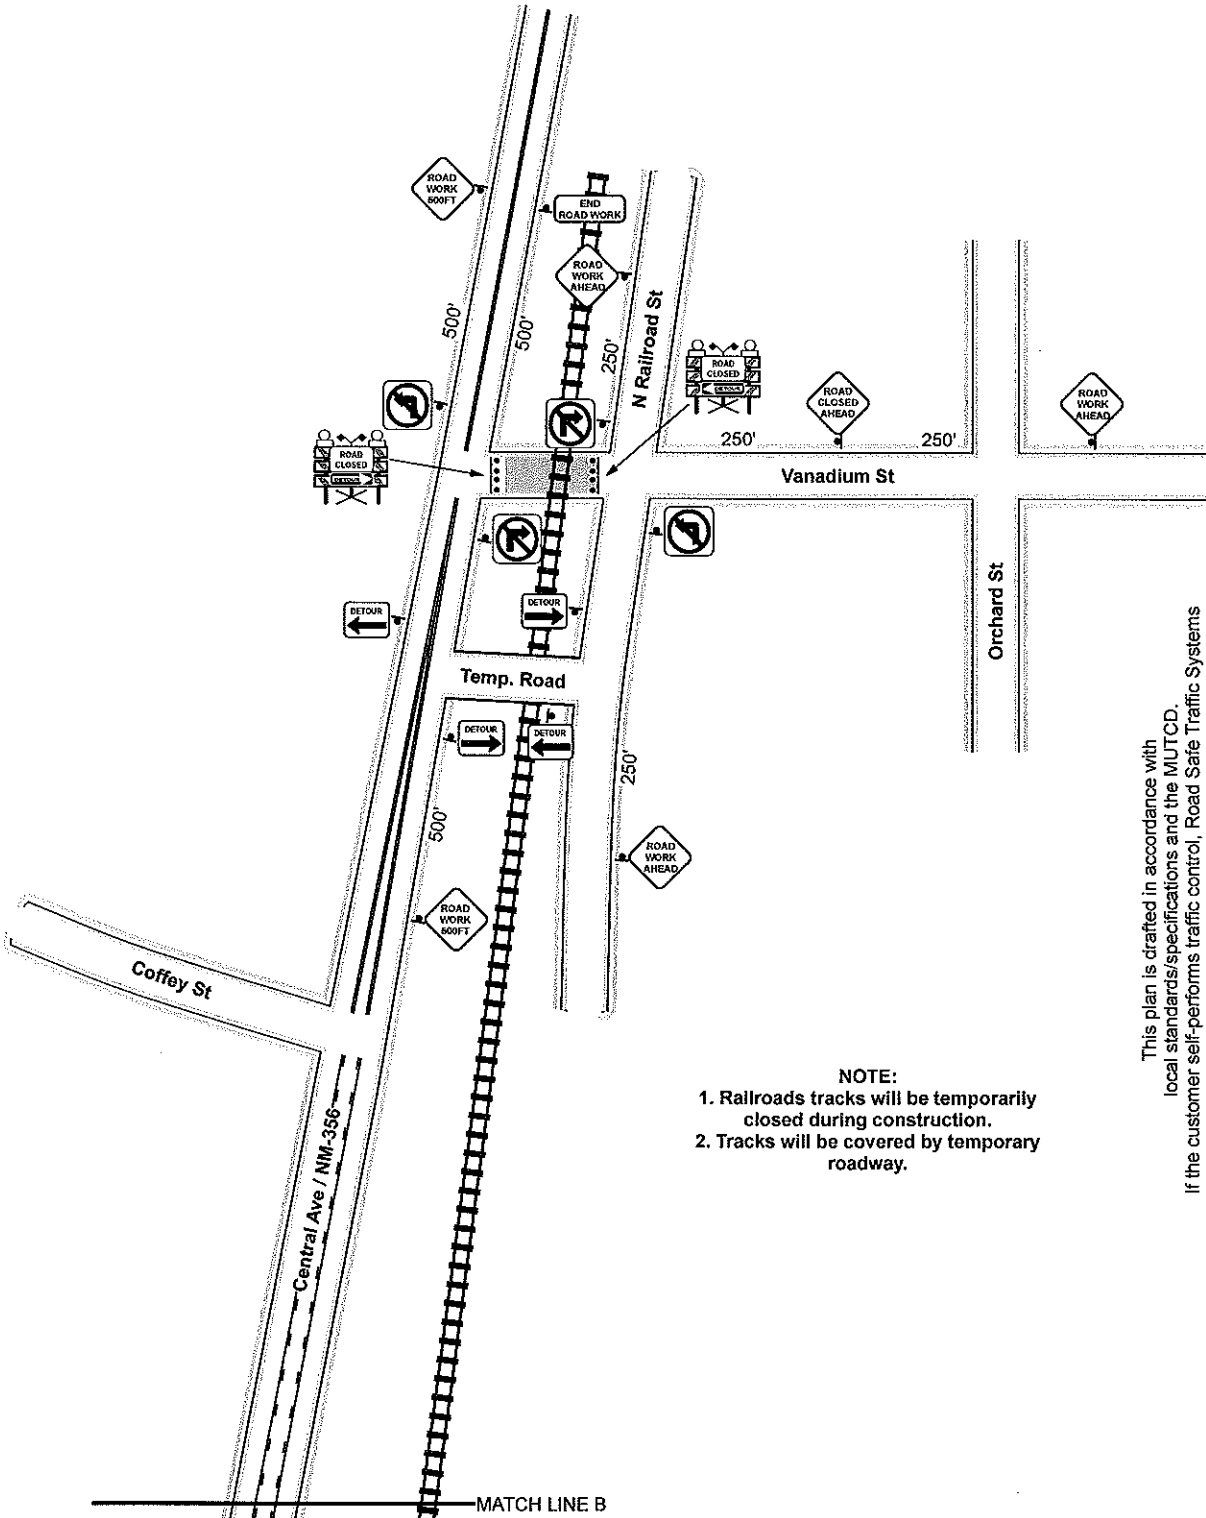 ROAD
WORK
500FT
END
ROAD WORK
ROAD
WORK
AHEAD
500'
500'
250'
N Railroad St
ROAD
CLOSED
DETOUR
ROAD
CLOSED
AHEAD
ROAD
WORK
AHEAD
250'
250'
ROAD
CLOSED
DETOUR
Vanadium St
DETOUR
DETOUR
Orchard St
Temp. Road
DETOUR
DETOUR
250'
500'
ROAD
WORK
AHEAD
ROAD
WORK
500FT
Coffey St
Central Ave / NM-356
NOTE:
1. Railroads tracks will be temporarily
closed during construction.
2. Tracks will be covered by temporary
roadway.
This plan is drafted in accordance with
local standards/specifications and the MUTCD.
If the customer self-performs traffic control, Road Safe Traffic Systems
MATCH LINE B